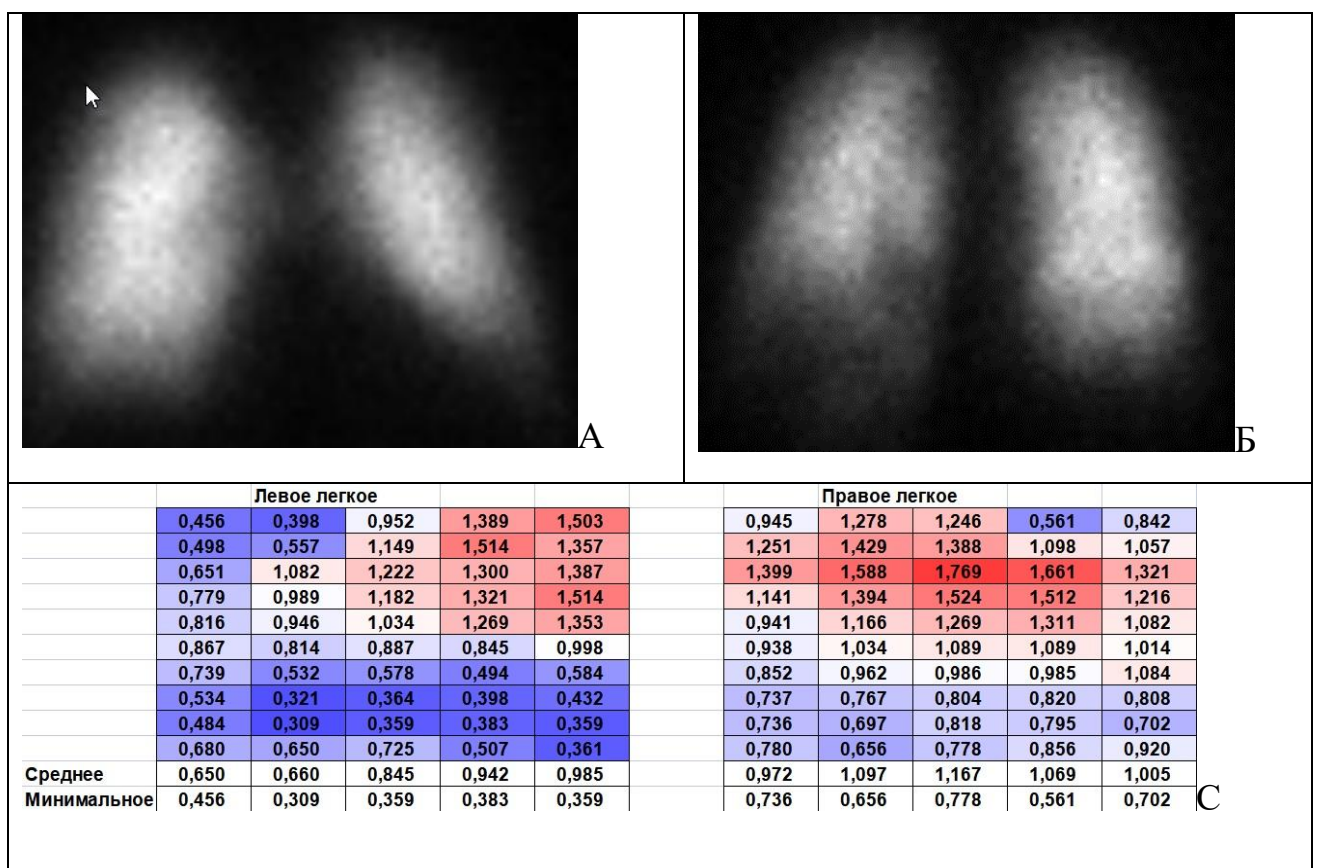 А
Б
Левое легкое Правое легкое
0,456 0,398 0,952 1,389 1,503 0,945 1,278 1,246 0,561 0,842
0,498 0,557 1,149 1,514 1,357 1,251 1,429 1,388 1,098 1,057
0,651 1,082 1,222 1,300 1,387 1,399 1,588 1,769 1,661 1,321
0,779 0,989 1,182 1,321 1,514 1,141 1,394 1,524 1,512 1,216
0,816 0,946 1,034 1,269 1,353 0,941 1,166 1,269 1,311 1,082
0,867 0,814 0,887 0,845 0,998 0,938 1,034 1,089 1,089 1,014
0,739 0,532 0,578 0,494 0,584 0,852 0,962 0,986 0,985 1,084
0,534 0,321 0,364 0,398 0,432 0,737 0,767 0,804 0,820 0,808
0,484 0,309 0,359 0,383 0,359 0,736 0,697 0,818 0,795 0,702
0,680 0,650 0,725 0,507 0,361 0,780 0,656 0,778 0,856 0,920
Среднее 0,650 0,660 0,845 0,942 0,985 0,972 1,097 1,167 1,069 1,005
Минимальное 0,456 0,309 0,359 0,383 0,359 0,736 0,656 0,778 0,561 0,702
С